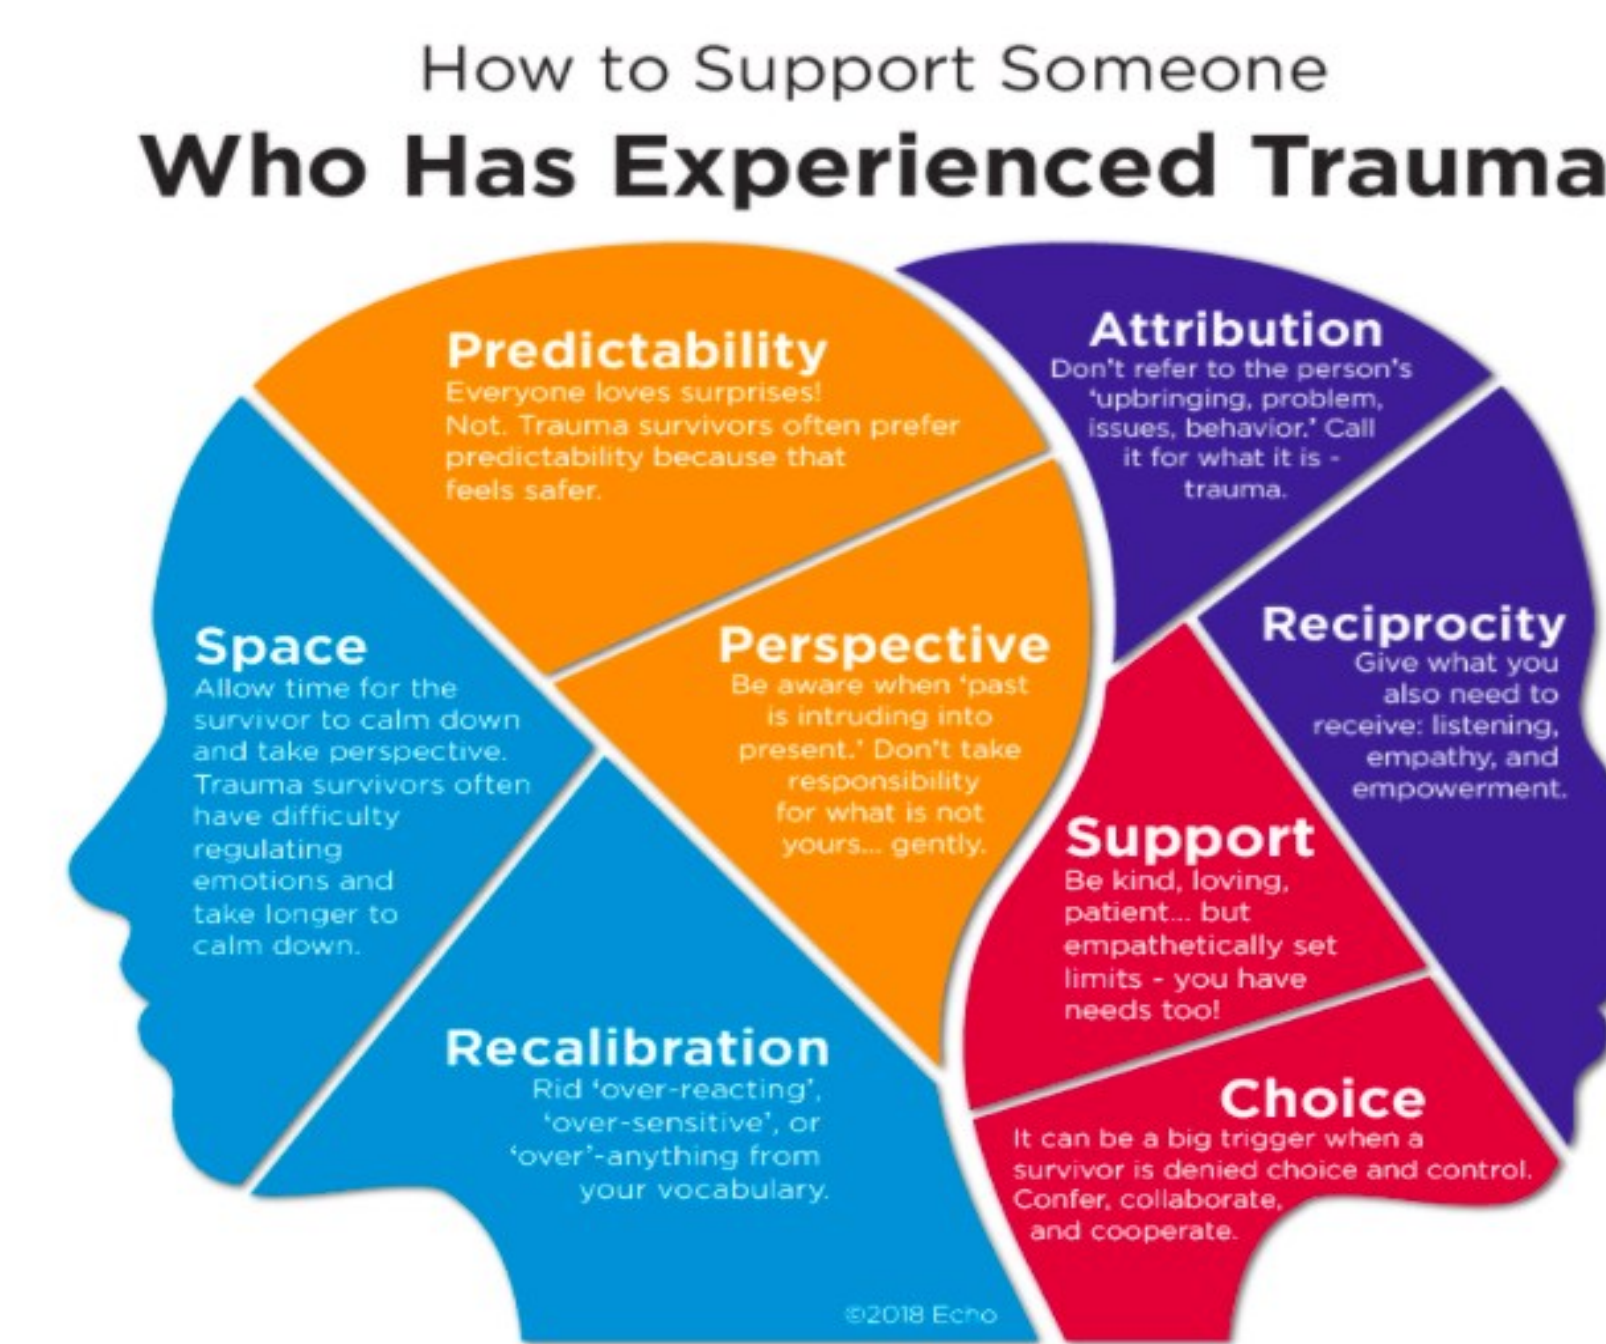 How to Support Someone
Who Has Experienced Trauma
Predictability
Everyone loves surprises!
Not. Trauma survivors often prefer
predictability because that
feels safer.
Attribution
Don't refer to the person's
‘upbringing, problem,
issues, behavior.’ Call
it for what it is -
trauma.
Space
Allow time for the
survivor to calm down
and take perspective.
Trauma survivors often
have difficulty
regulating
emotions and
take longer to
calm down.
Perspective
Be aware when ‘past
is intruding into
present.’ Don't take
responsibility
for what is not
yours... gently.
Reciprocity
Give what you
also need to
receive: listening,
empathy, and
empowerment.
Support
Be kind, loving,
patient... but
empathetically set
limits - you have
needs too!
Recalibration
Rid ‘over-reacting’,
‘over-sensitive’, or
‘over’-anything from
your vocabulary.
Choice
It can be a big trigger when a
survivor is denied choice and control.
Confer, collaborate,
and cooperate.
©2018 Echo